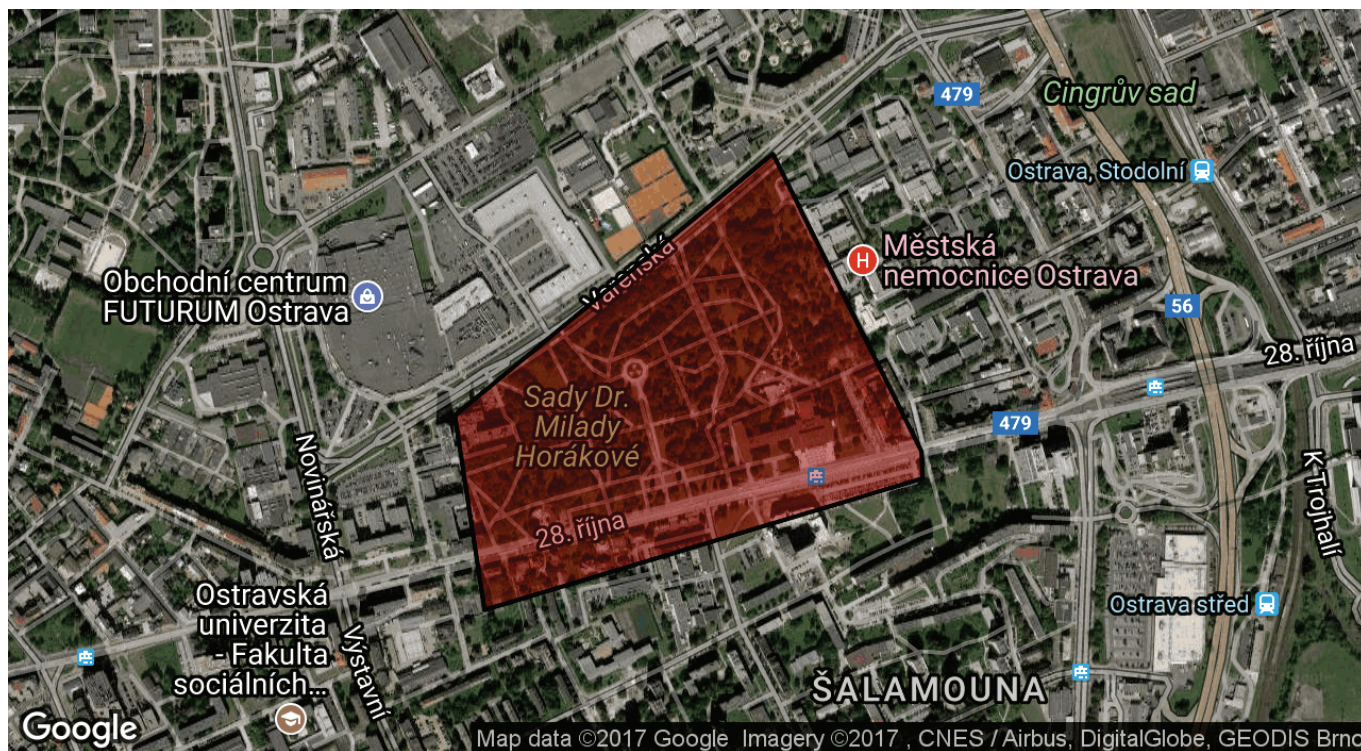 479
Cingrův sad
Ostrava, Stodolní
Varenská
H
Městská
nemocnice Ostrava
Obchodní centrum
FUTURUM Ostrava
56
28. října
Sady Dr.
Milady
Horákové
479
Novinářská
28. října
K Trojhalí
Ostravská
univerzita
- Fakulta
sociálních...
Výstavní
Ostrava střed
ŠALAMOUNA
Google
Map data ©2017 Google Imagery ©2017 , CNES / Airbus, DigitalGlobe, GEODIS Brno